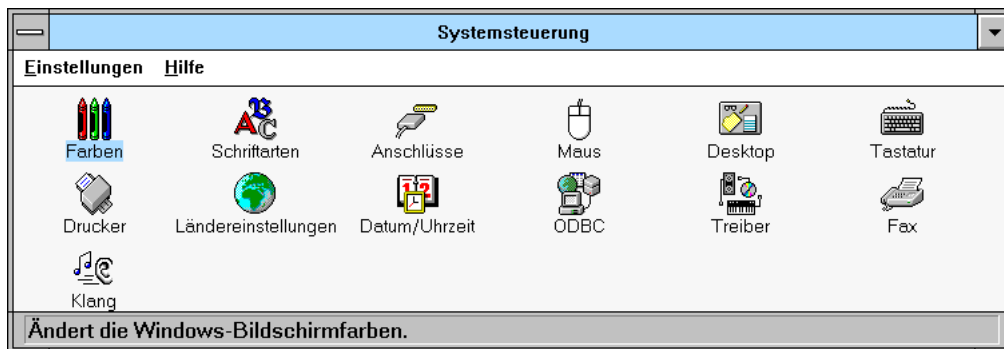 Systemsteuerung
Einstellungen Hilfe
Farben Schriftarten Anschlüsse Maus Desktop Tastatur
Drucker Ländereinstellungen Datum/Uhrzeit ODBC Treiber Fax
Klang
Ändert die Windows-Bildschirmfarben.